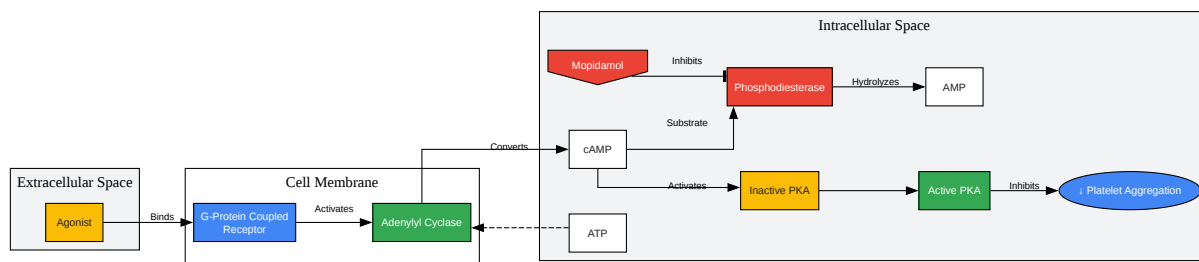 Intracellular Space
Mopidamol
Inhibits
Phosphodiesterase
Hydrolyzes
AMP
Substrate
Converts
cAMP
Extracellular Space
Cell Membrane
Activates
Inactive PKA
Active PKA
Inhibits
↓ Platelet Aggregation
Agonist
Binds
G-Protein Coupled
Receptor
Activates
Adenylyl Cyclase
ATP